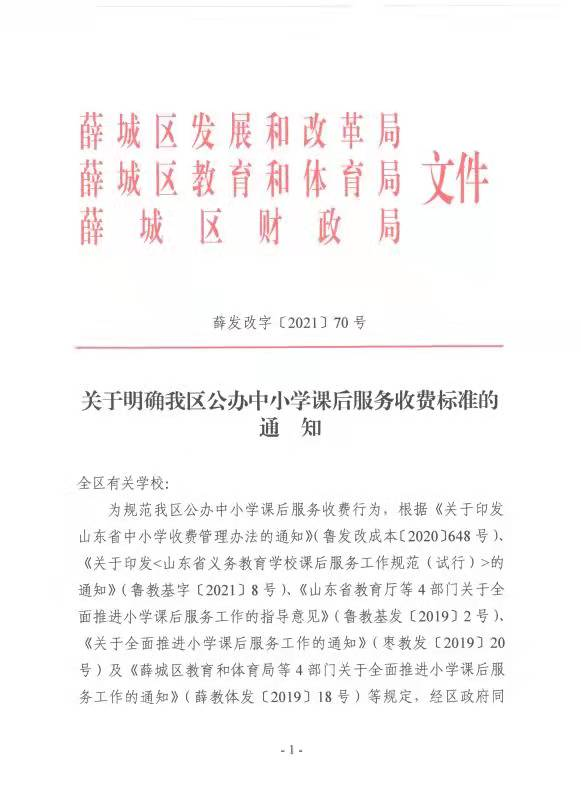 薛城区发展和改革局
薛城区教育和体育局
薛城区财政局
文件
薛发改字〔2021〕70号
关于明确我区公办中小学课后服务收费标准的
通 知
全区有关学校：
为规范我区公办中小学课后服务收费行为，根据《关于印发
山东省中小学收费管理办法的通知》（鲁发改成本〔2020〕648号）、
《关于印发<山东省义务教育学校课后服务工作规范（试行）>的
通知》（鲁教基字〔2021〕8号）、《山东省教育厅等4部门关于全
面推进小学课后服务工作的指导意见》（鲁教基发〔2019〕2号）、
《关于全面推进小学课后服务工作的通知》（枣教发〔2019〕20
号）及《薛城区教育和体育局等4部门关于全面推进小学课后服
务工作的通知》（薛教体发〔2019〕18号）等规定，经区政府同
- 1 -